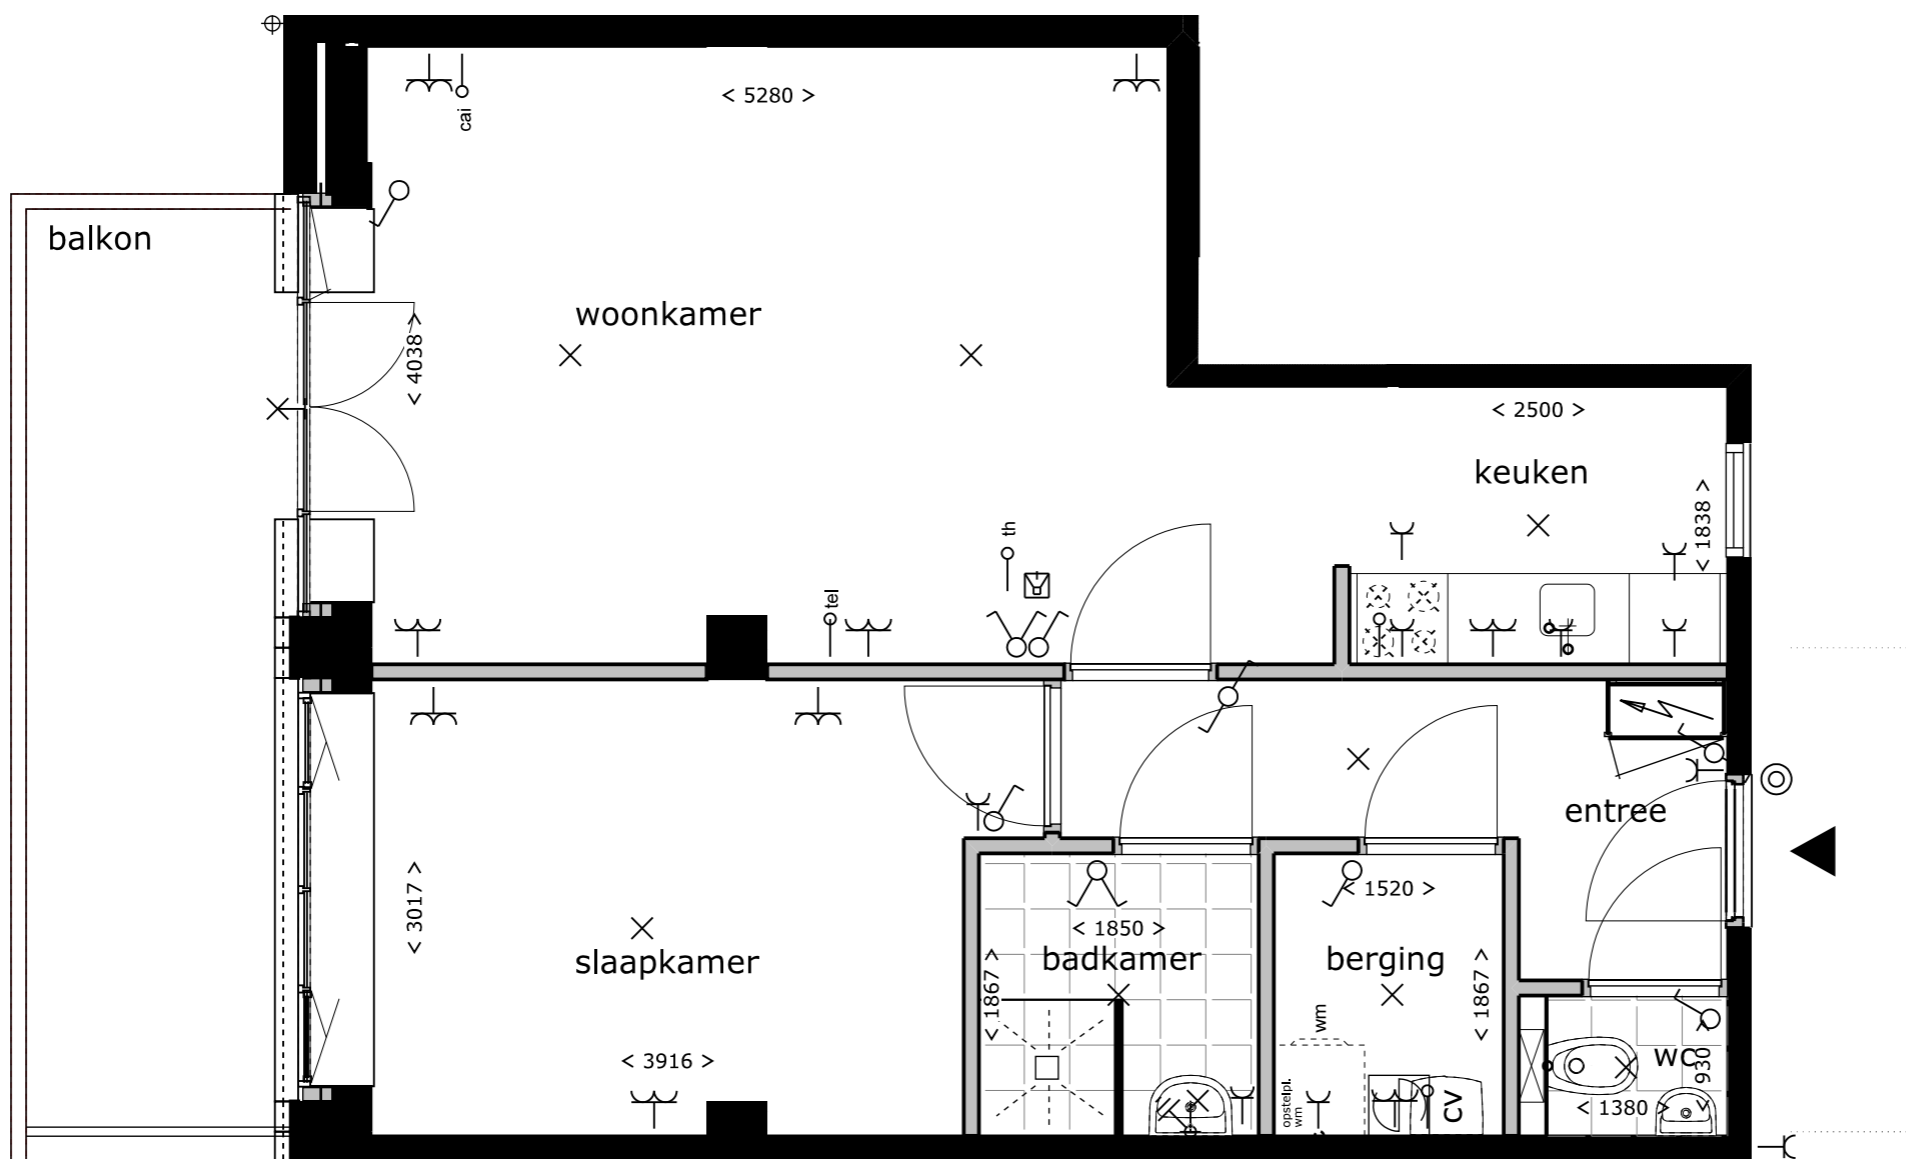 cai
< 5280 >
balkon
woonkamer
< 4038 >
< 2500 >
keuken
< 1838 >
th
tel
entree
< 3017 >
slaapkamer
< 3916 >
< 1850 >
badkamer
< 1867 >
< 1520 >
berging
< 1867 >
wm
opstelpl.
wm
CV
wc
< 930 >
< 1380 >